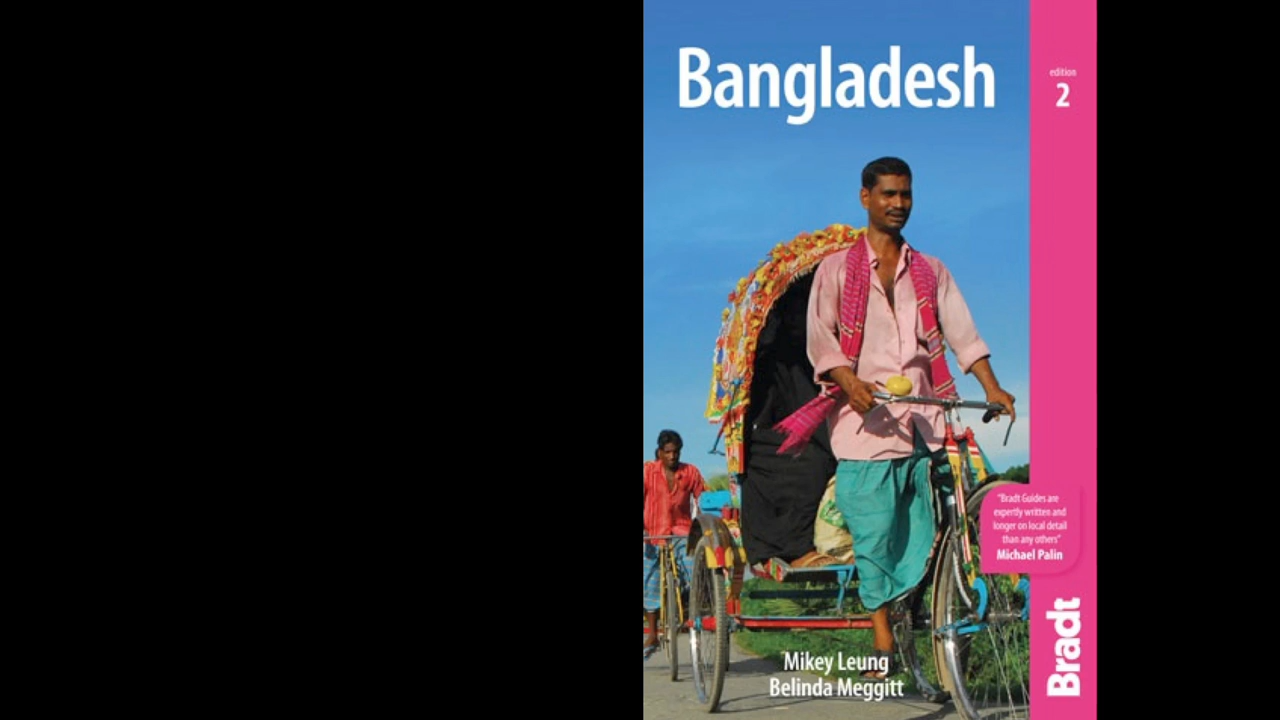 Bangladesh
edition
2
"Bradt Guides are
expertly written and
longer on local detail
than any others"
Michael Palin
Mikey Leung
Belinda Meggitt
Bradt